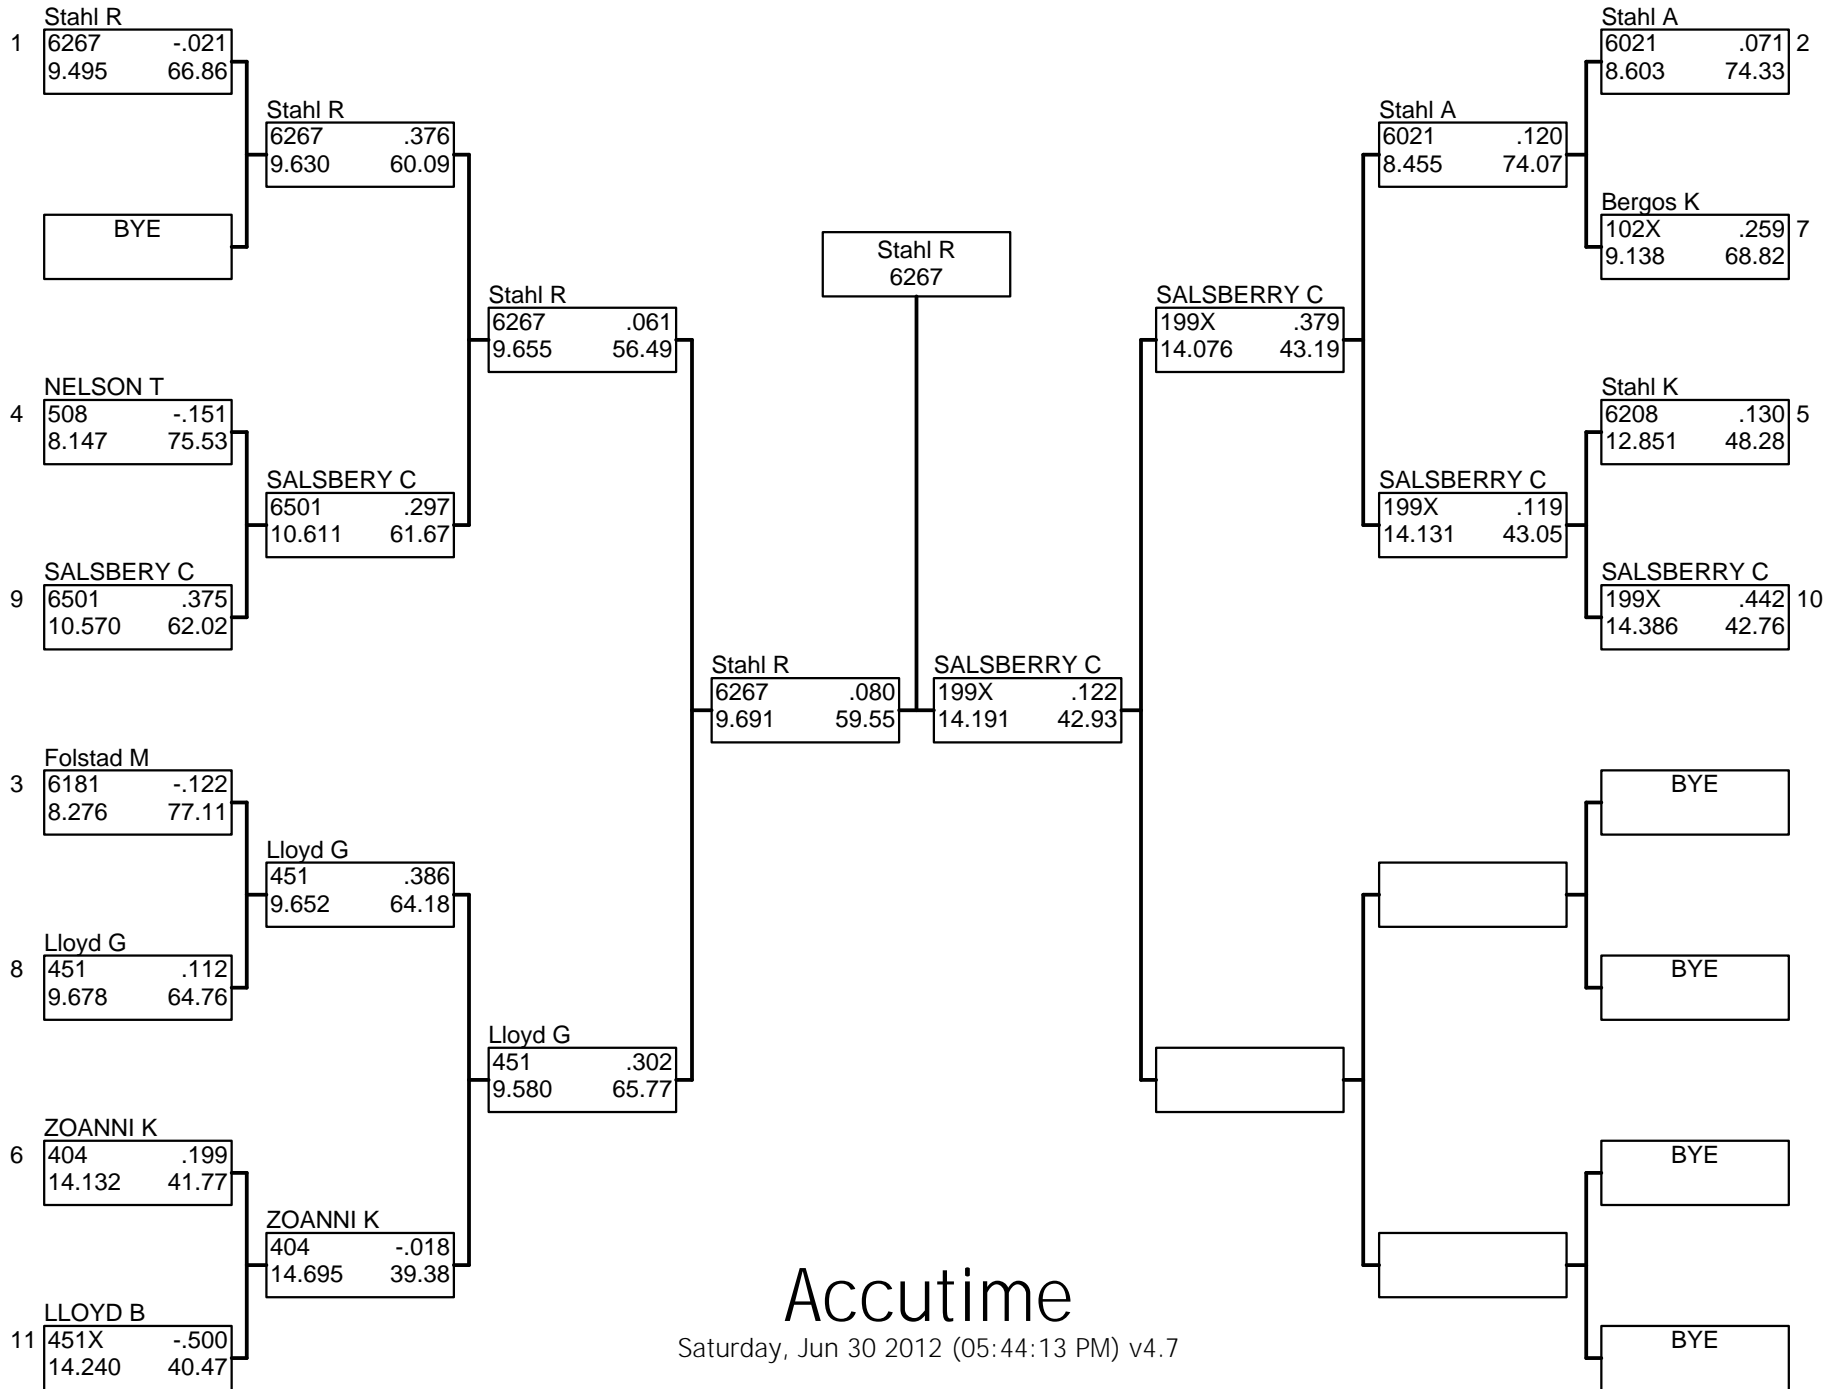 Stahl R
1 6267 -.021
9.495 66.86
BYE
NELSON T
4 508 -.151
8.147 75.53
SALSBERY C
9 6501 .375
10.570 62.02
Folstad M
3 6181 -.122
8.276 77.11
Lloyd G
8 451 .112
9.678 64.76
ZOANNI K
6 404 .199
14.132 41.77
LLOYD B
11 451X -.500
14.240 40.47
Stahl R
6267 .376
9.630 60.09
SALSBERY C
6501 .297
10.611 61.67
Lloyd G
451 .386
9.652 64.18
ZOANNI K
404 -.018
14.695 39.38
Stahl R
6267 .061
9.655 56.49
Lloyd G
451 .302
9.580 65.77
Stahl R
6267 .080
9.691 59.55
Stahl R
6267
SALSBERRY C
199X .122
14.191 42.93
SALSBERRY C
199X .379
14.076 43.19
Stahl A
6021 .120
8.455 74.07
SALSBERRY C
199X .119
14.131 43.05
Stahl A
6021 .071 2
8.603 74.33
Bergos K
102X .259 7
9.138 68.82
Stahl K
6208 .130 5
12.851 48.28
SALSBERRY C
199X .442 10
14.386 42.76
BYE
BYE
BYE
BYE
Accutime
Saturday, Jun 30 2012 (05:44:13 PM) v4.7